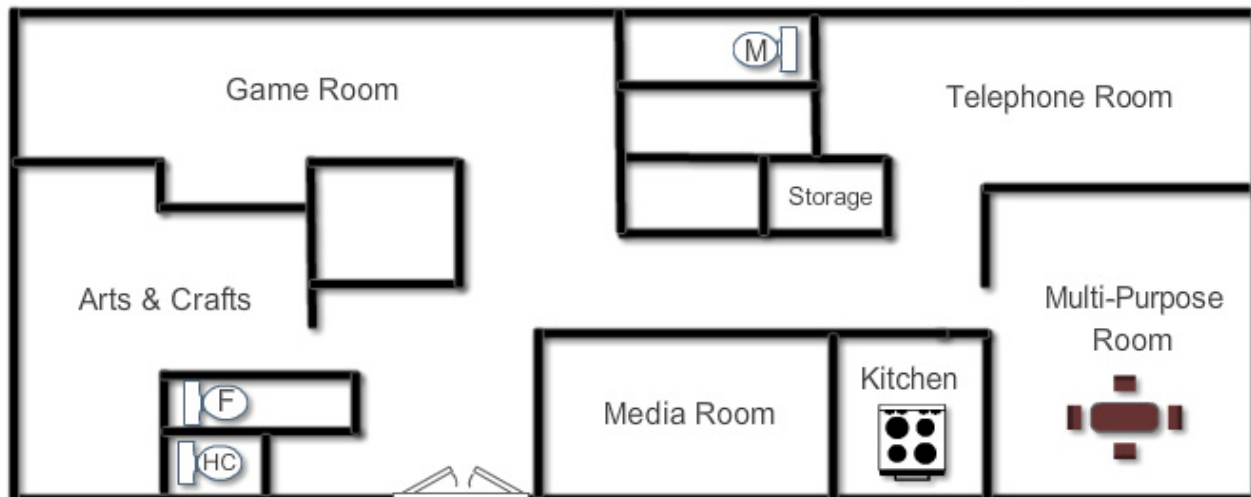 Game Room
M
Telephone Room
Storage
Arts & Crafts
Multi-Purpose
Room
Kitchen
F
Media Room
HC